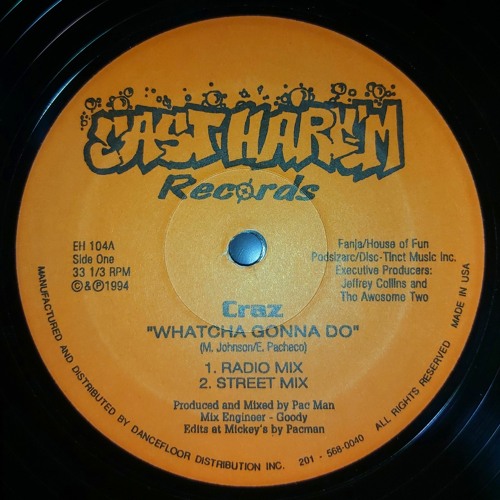 EAST HARL'M
Records
EH 104A
Side One
33 1/3 RPM
©&℗1994
Fanja/House of Fun
Podsizarc/Disc-Tinct Music Inc.
Executive Producers:
Jeffrey Collins and
The Awesome Two
Craz
"WHATCHA GONNA DO"
(M. Johnson/E. Pacheco)
1. RADIO MIX
2. STREET MIX
Produced and Mixed by Pac Man
Mix Engineer - Goody
Edits at Mickey's by Pacman
MANUFACTURED AND DISTRIBUTED BY DANCEFLOOR DISTRIBUTION INC. 201 - 568-0040 ALL RIGHTS RESERVED MADE IN USA